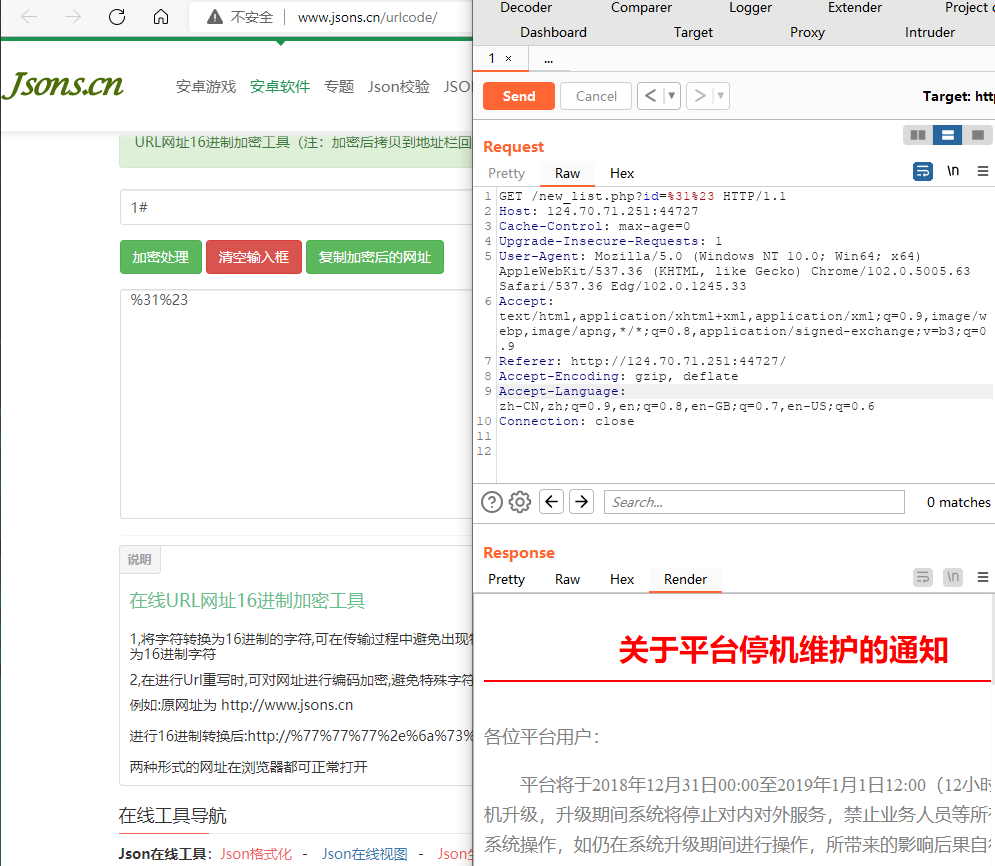 不安全 www.jsons.cn/urlcode/
Jsons.cn
安卓游戏 安卓软件 专题 Json校验
URL网址16进制加密工具（注：加密后拷贝到地址栏回
1#
加密处理 清空输入框 复制加密后的网址
%31%23
说明
在线URL网址16进制加密工具
1,将字符转换为16进制的字符,可在传输过程中避免出现
为16进制字符
2,在进行Url重写时,可对网址进行编码加密,避免特殊字符
例如:原网址为 http://www.jsons.cn
进行16进制转换后:http://%77%77%77%2e%6a%73%
两种形式的网址在浏览器都可正常打开
在线工具导航
Json在线工具： Json格式化 - Json在线视图 -
Decoder Comparer Logger Extender Project
Dashboard Target Proxy Intruder
1 × ...
Send Cancel < ▼ > ▼ Target: http
Request
Pretty Raw Hex \n
1 GET /new_list.php?id=%31%23 HTTP/1.1
2 Host: 124.70.71.251:44727
3 Cache-Control: max-age=0
4 Upgrade-Insecure-Requests: 1
5 User-Agent: Mozilla/5.0 (Windows NT 10.0; Win64; x64)
AppleWebKit/537.36 (KHTML, like Gecko) Chrome/102.0.5005.63
Safari/537.36 Edg/102.0.1245.33
6 Accept:
text/html,application/xhtml+xml,application/xml;q=0.9,image/w
ebp,image/apng,*/*;q=0.8,application/signed-exchange;v=b3;q=0
.9
7 Referer: http://124.70.71.251:44727/
8 Accept-Encoding: gzip, deflate
9 Accept-Language:
zh-CN,zh;q=0.9,en;q=0.8,en-GB;q=0.7,en-US;q=0.6
10 Connection: close
11
12
Search... 0 matches
Response
Pretty Raw Hex Render \n
关于平台停机维护的通知
各位平台用户：
平台将于2018年12月31日00:00至2019年1月1日12:00（12小时
机升级，升级期间系统将停止对内对外服务，禁止业务人员等所
系统操作，如仍在系统升级期间进行操作，所带来的影响后果自